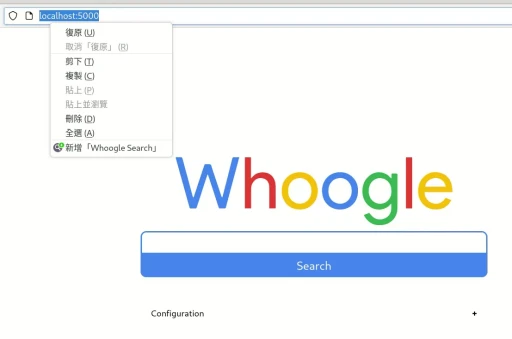 localhost:5000
復原 (U)
取消「復原」(R)
剪下 (T)
複製 (C)
貼上 (P)
貼上並瀏覽
刪除 (D)
全選 (A)
新增「Whoogle Search」
Whoogle
Search
Configuration +